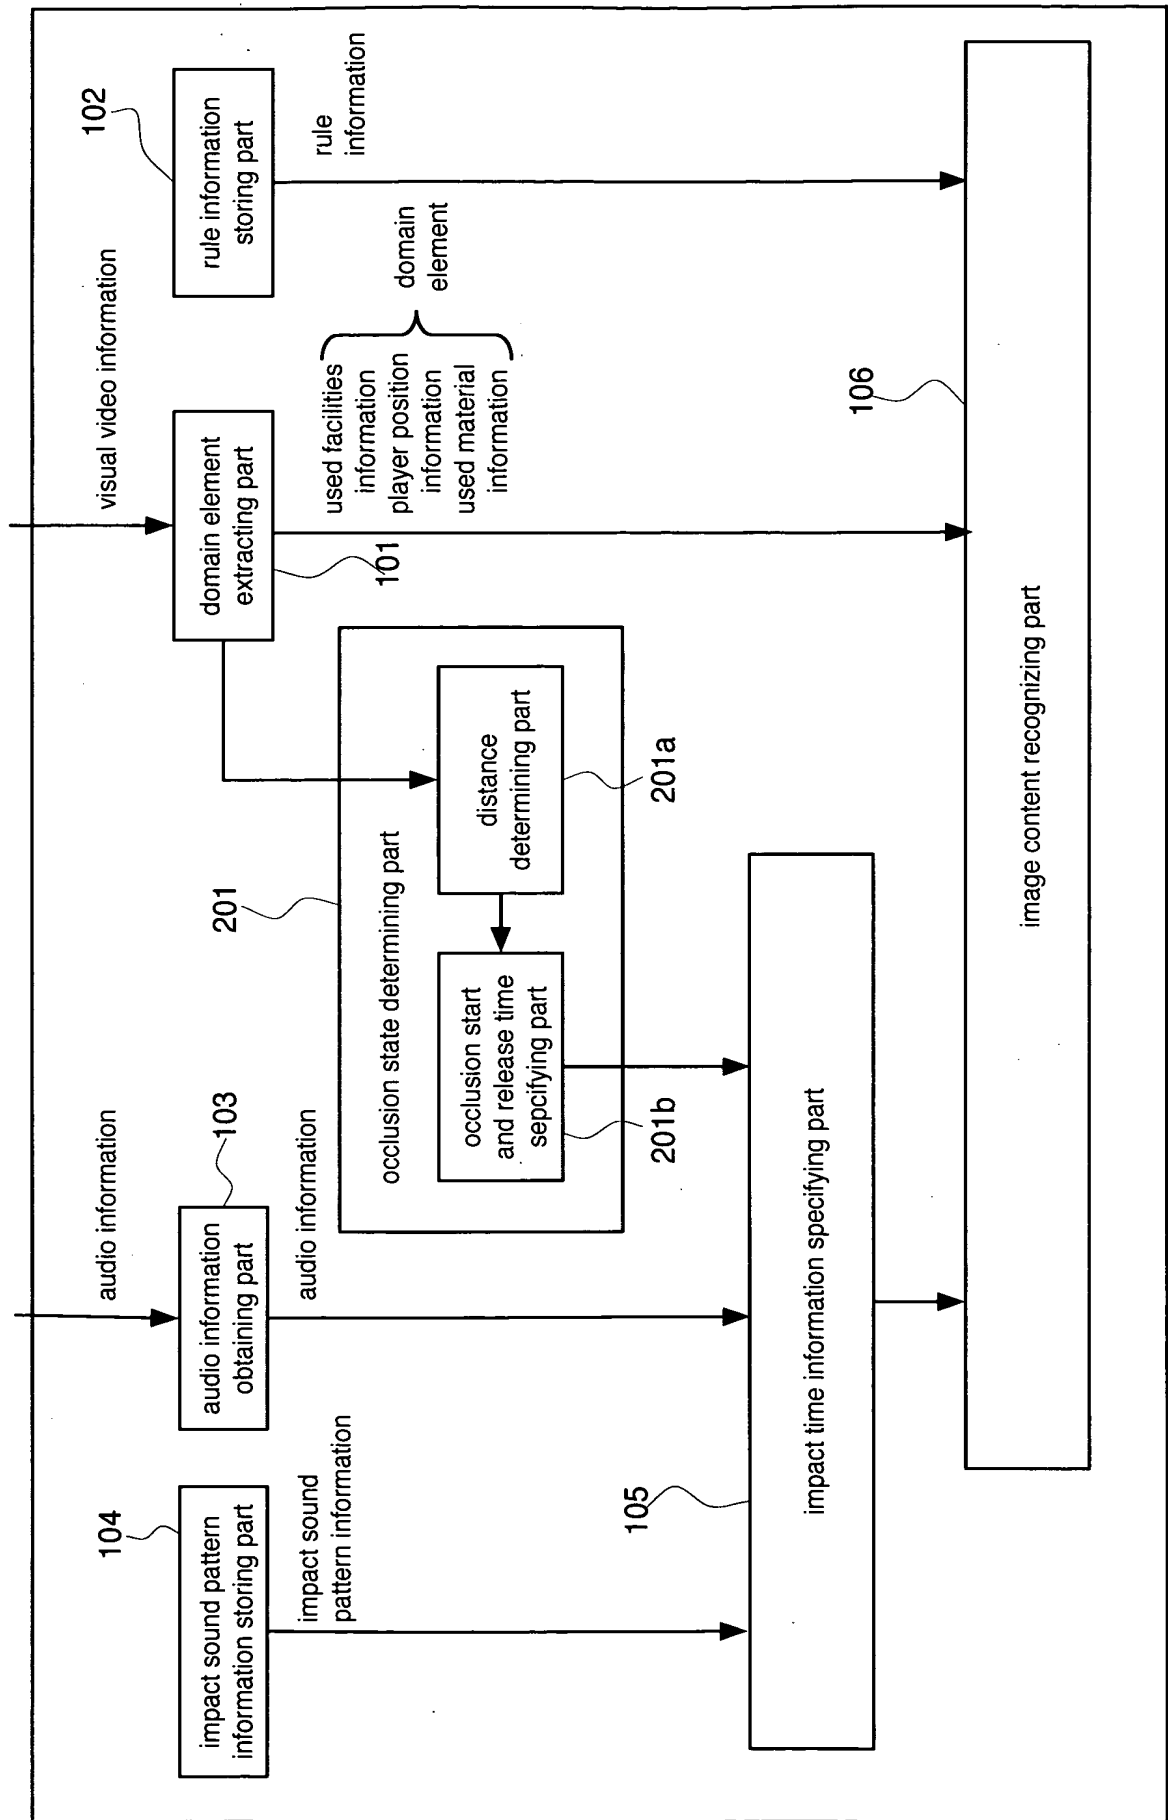 audio information
visual video information
104
impact sound pattern
information storing part
audio information
obtaining part
103
domain element
extracting part
101
102
rule information
storing part
impact sound
pattern information
audio information
used facilities
information
player position
information
used material
information
domain
element
rule
information
201
occlusion state determining part
occlusion start
and release time
sepcifying part
201b
distance
determining part
201a
105
impact time information specifying part
106
image content recognizing part